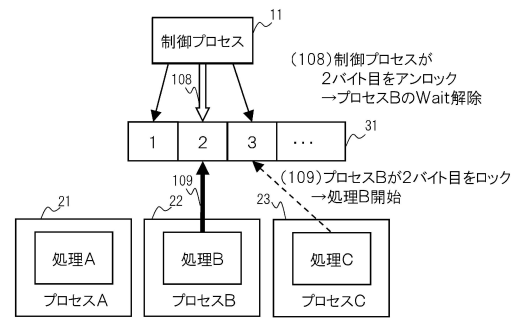 11
制御プロセス
(108)制御プロセスが
2バイト目をアンロック
→プロセスBのWait解除
108
31
1 2 3 ···
(109)プロセスBが2バイト目をロック
→処理B開始
109
21 22 23
処理A 処理B 処理C
プロセスA プロセスB プロセスC